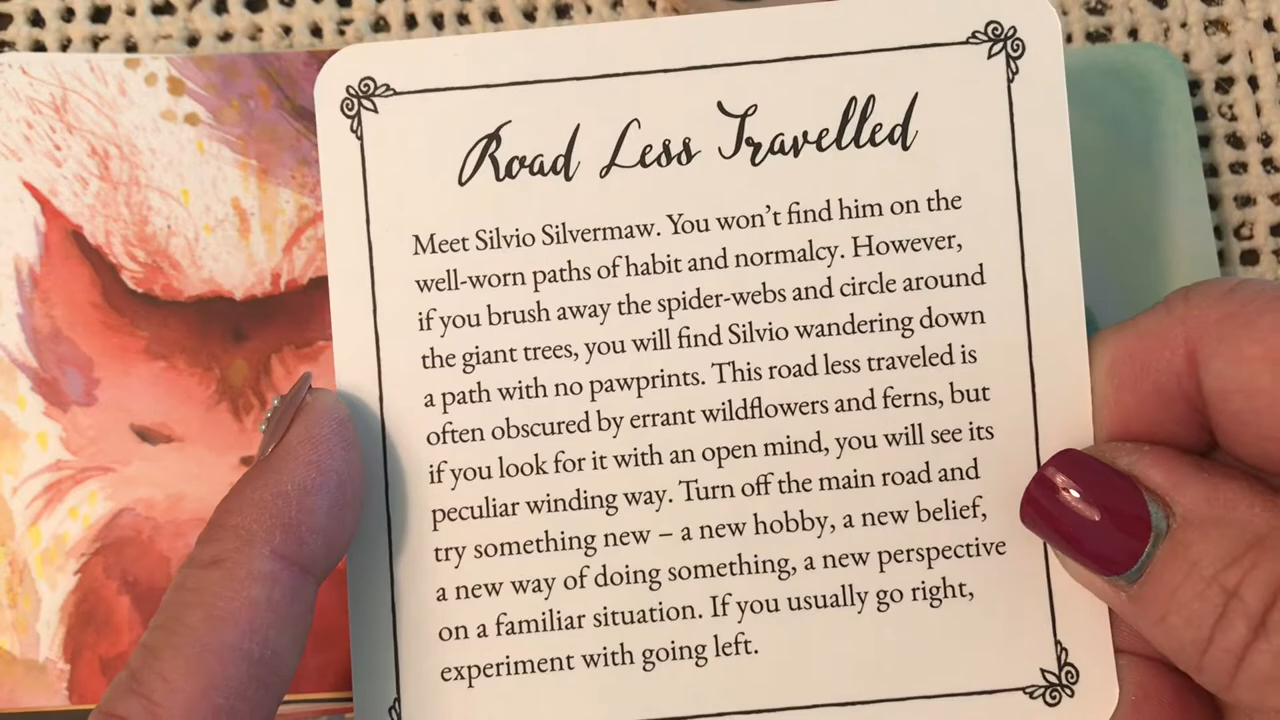 Road Less Travelled
Meet Silvio Silvermaw. You won't find him on the
well-worn paths of habit and normalcy. However,
if you brush away the spider-webs and circle around
the giant trees, you will find Silvio wandering down
a path with no pawprints. This road less traveled is
often obscured by errant wildflowers and ferns, but
if you look for it with an open mind, you will see its
peculiar winding way. Turn off the main road and
try something new – a new hobby, a new belief,
a new way of doing something, a new perspective
on a familiar situation. If you usually go right,
experiment with going left.